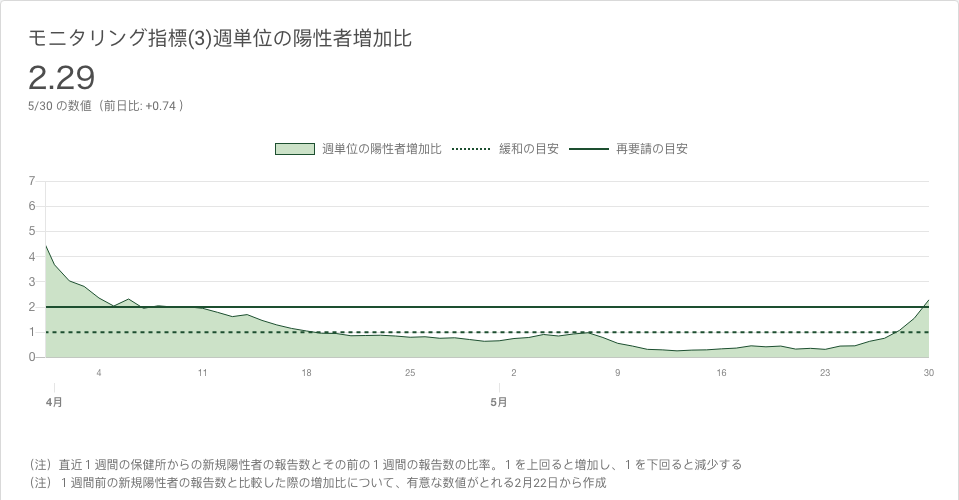 モニタリング指標(3)週単位の陽性者増加比
2.29
5/30 の数値（前日比: +0.74 ）
週単位の陽性者増加比 緩和の目安 再要請の目安
7
6
5
4
3
2
1
0
4 11 18 25 2 9 16 23 30
4月 5月
（注）直近１週間の保健所からの新規陽性者の報告数とその前の１週間の報告数の比率。１を上回ると増加し、１を下回ると減少する
（注）１週間前の新規陽性者の報告数と比較した際の増加比について、有意な数値がとれる2月22日から作成